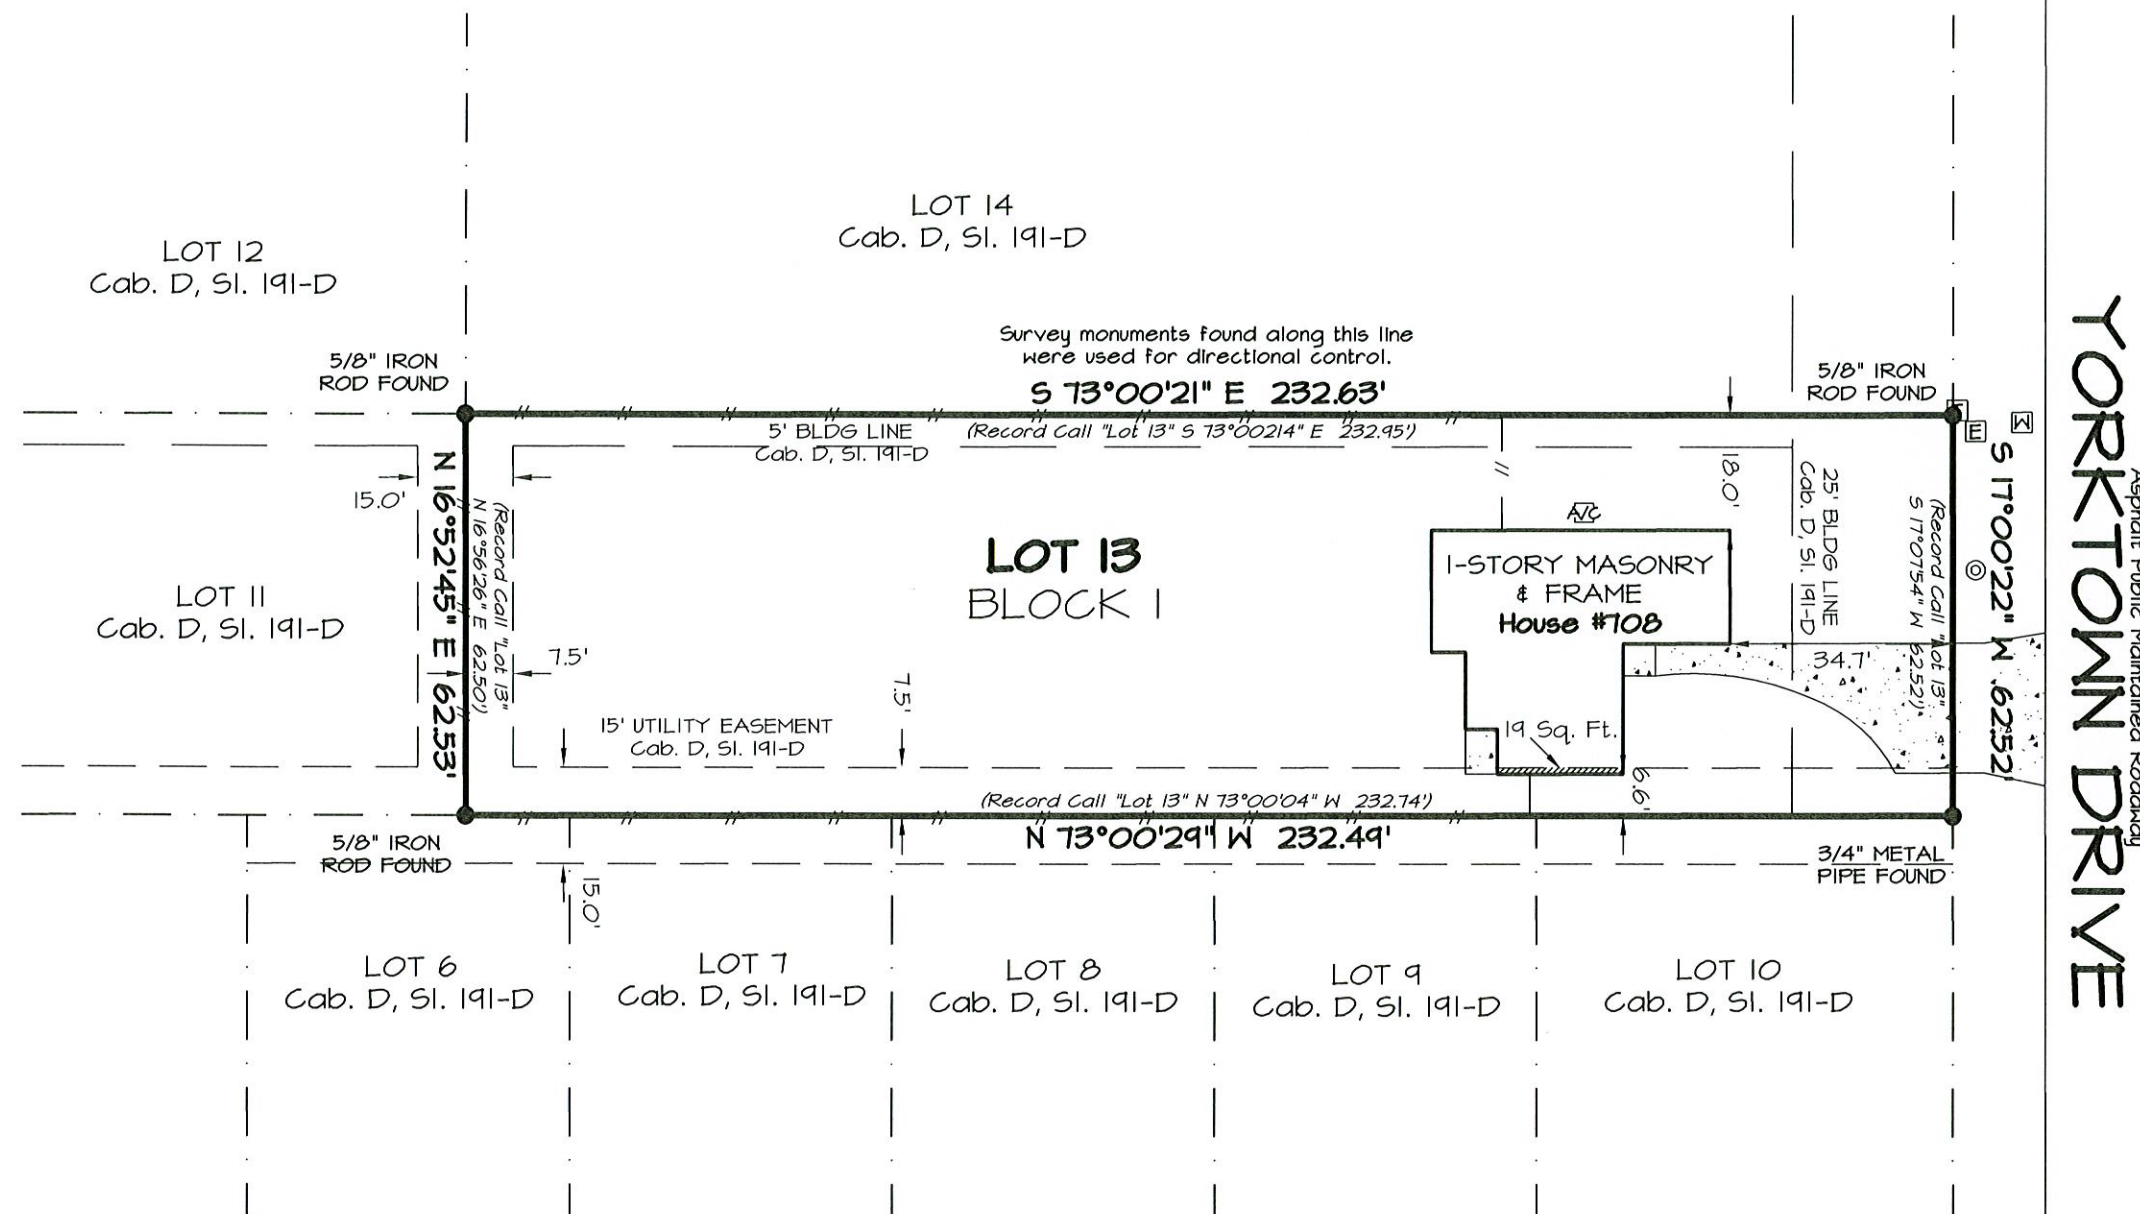 LOT 14
Cab. D, Sl. 191-D
LOT 12
Cab. D, Sl. 191-D
Survey monuments found along this line
were used for directional control.
S 73°00'21" E 232.63'
5/8" IRON
ROD FOUND
5/8" IRON
ROD FOUND
5' BLDG LINE
Cab. D, Sl. 191-D
(Record Call "Lot 13" S 73°00214" E 232.95')
E
W
15.0'
N 16°52'45" E 62.53'
(Record Call "Lot 13"
N 16°56'26" E 62.50')
18.0'
25' BLDG LINE
Cab. D, Sl. 191-D
(Record Call "Lot 13"
S 17°07'54" W 62.52')
S 17°00'22" W 62.52'
YORKTOWN DRIVE
Asphalt Public Maintained Roadway
A/C
LOT 13
BLOCK 1
1-STORY MASONRY
& FRAME
House #708
LOT 11
Cab. D, Sl. 191-D
7.5'
7.5'
34.7'
15' UTILITY EASEMENT
Cab. D, Sl. 191-D
19 Sq. Ft.
6.6'
(Record Call "Lot 13" N 73°00'04" W 232.74')
N 73°00'29" W 232.49'
5/8" IRON
ROD FOUND
3/4" METAL
PIPE FOUND
15.0'
LOT 6
Cab. D, Sl. 191-D
LOT 7
Cab. D, Sl. 191-D
LOT 8
Cab. D, Sl. 191-D
LOT 9
Cab. D, Sl. 191-D
LOT 10
Cab. D, Sl. 191-D